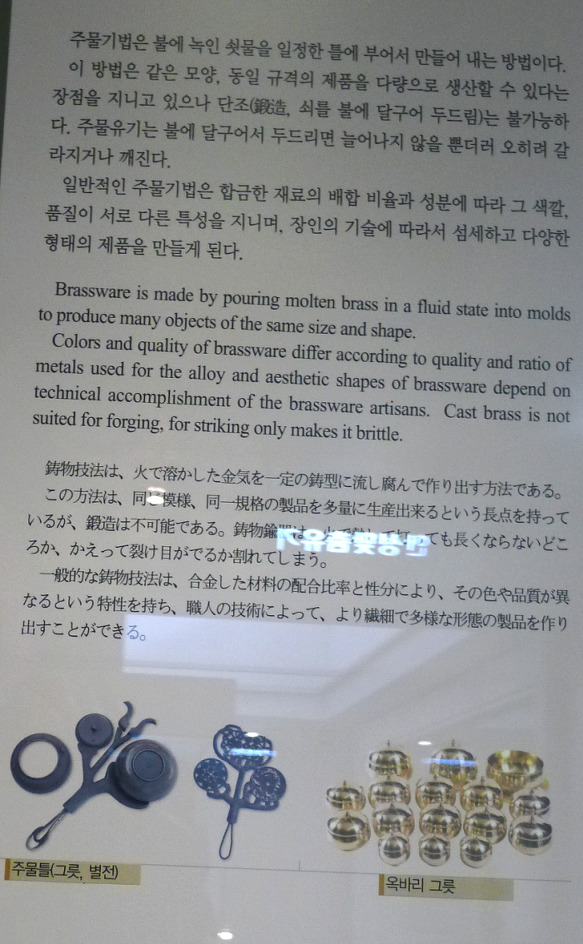 주물기법은 불에 녹인 쇳물을 일정한 틀에 부어서 만들어 내는 방법이다.
이 방법은 같은 모양, 동일 규격의 제품을 다량으로 생산할 수 있다는
장점을 지니고 있으나 단조(鍛造, 쇠를 불에 달구어 두드림)는 불가능하
다. 주물유기는 불에 달구어서 두드리면 늘어나지 않을 뿐더러 오히려 갈
라지거나 깨진다.
일반적인 주물기법은 합금한 재료의 배합 비율과 성분에 따라 그 색깔,
품질이 서로 다른 특성을 지니며, 장인의 기술에 따라서 섬세하고 다양한
형태의 제품을 만들게 된다.
Brassware is made by pouring molten brass in a fluid state into molds
to produce many objects of the same size and shape.
Colors and quality of brassware differ according to quality and ratio of
metals used for the alloy and aesthetic shapes of brassware depend on
technical accomplishment of the brassware artisans. Cast brass is not
suited for forging, for striking only makes it brittle.
鋳物技法は、火で溶かした金気を一定の鋳型に流し腐んで作り出す方法である。
この方法は、同じ模様、同一規格の製品を多量に生産出来るという長点を持って
いるが、鍛造は不可能である。鋳物鍮 ても長くならないどこ
ろか、かえって裂け目がでるか割れてしまう。
一般的な鋳物技法は、合金した材料の配合比率と性分により、その色や品質が異
なるという特性を持ち、職人の技術によって、より繊細で多様な形態の製品を作り
出すことができる。
주물틀(그릇, 별전)
옥바리 그릇